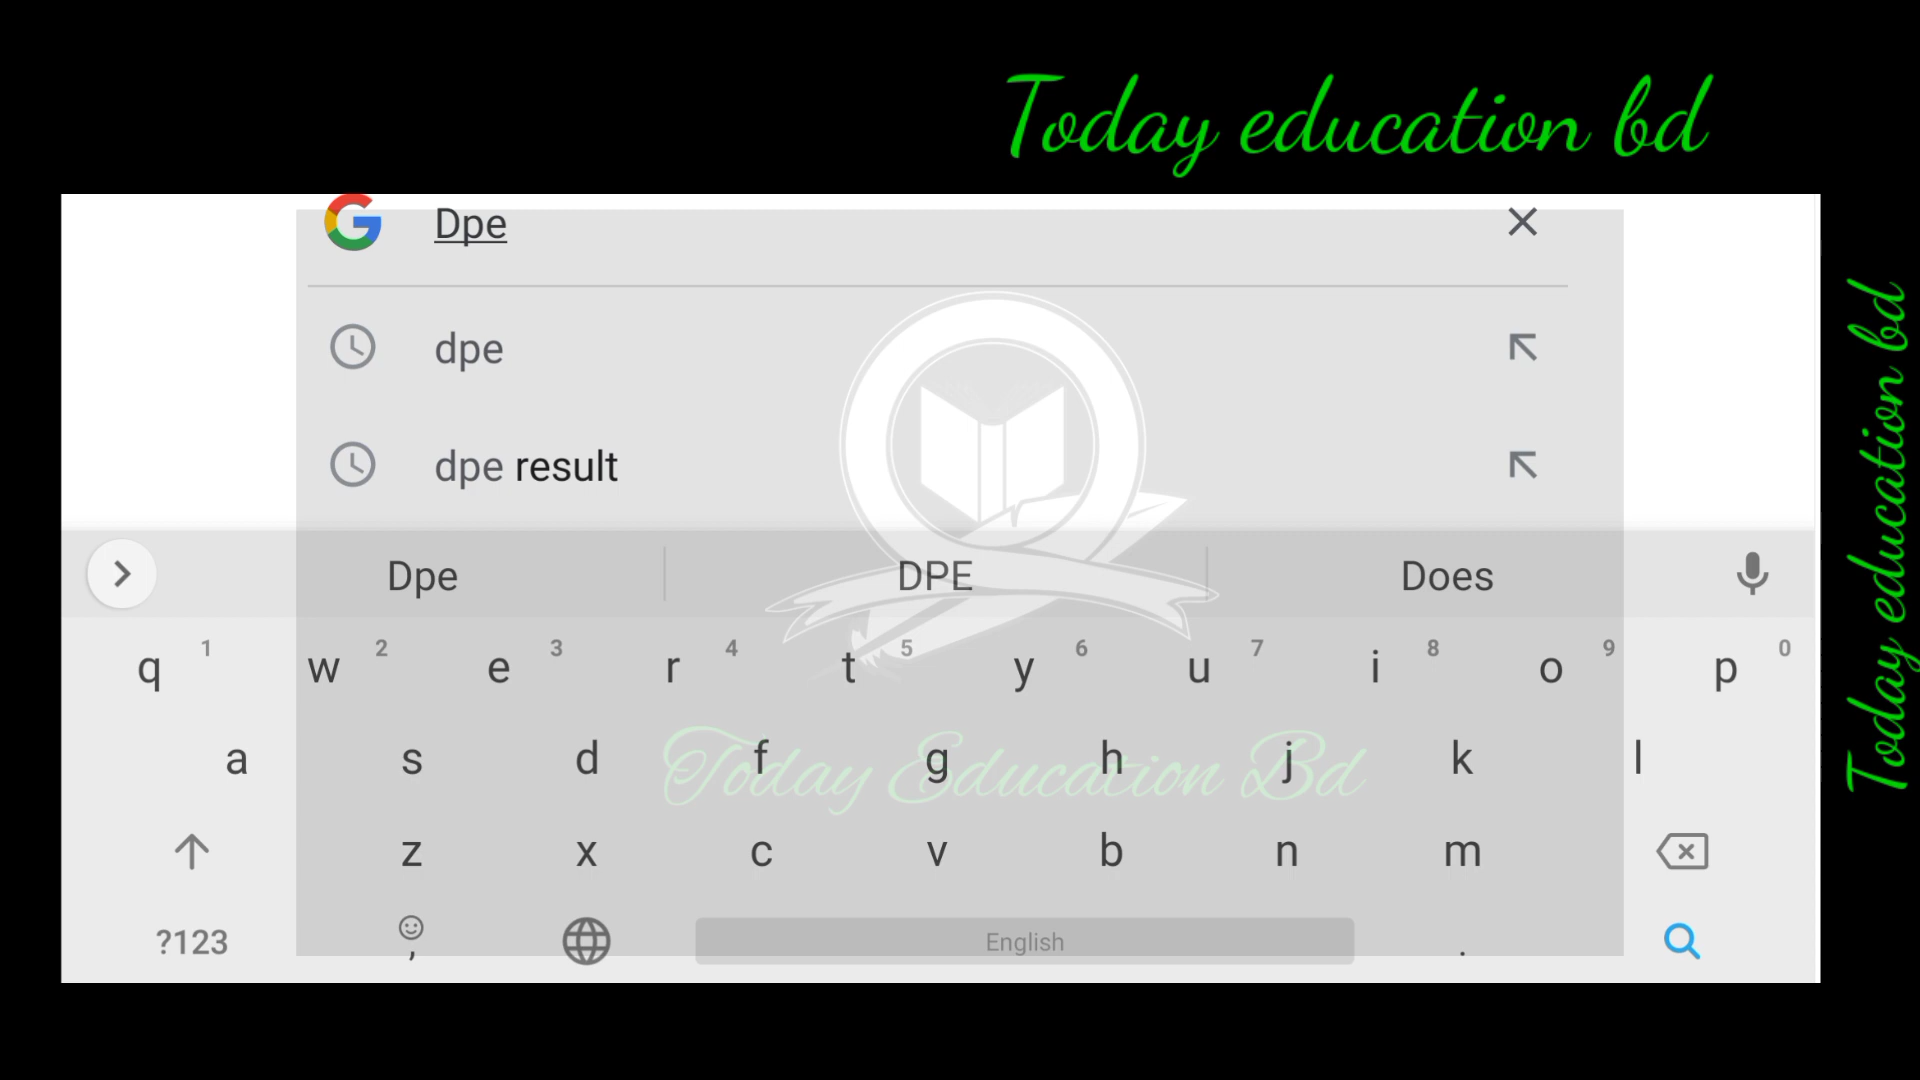 Today education bd
Dpe
dpe
dpe result
Dpe DPE Does
q 1 w 2 e 3 r 4 t 5 y 6 u 7 i 8 o 9 p 0
a s d f g h j k l
Today Education Bd
z x c v b n m
?123 , English .
Today education bd